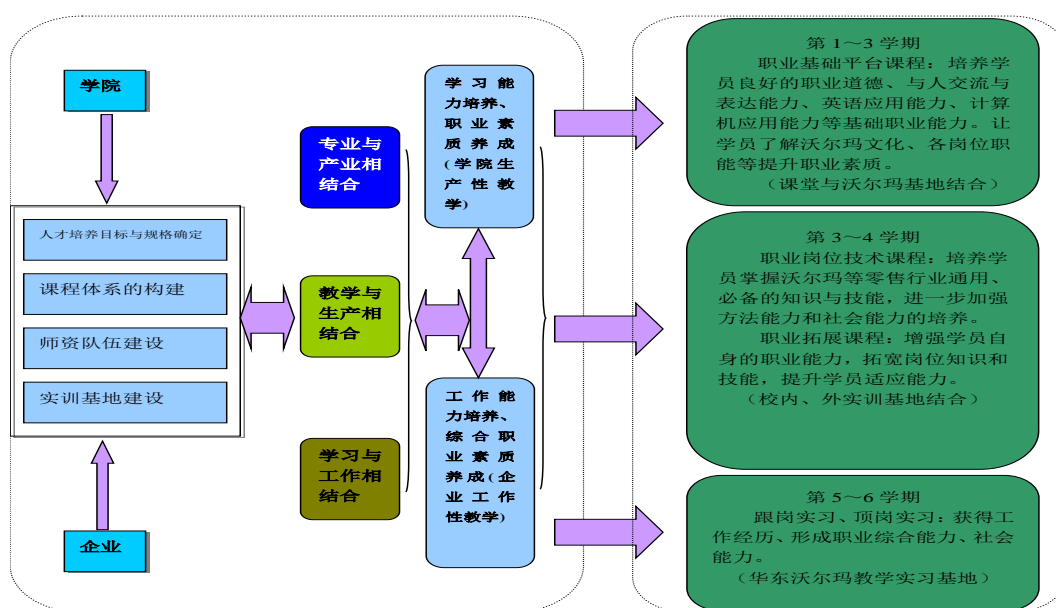 学院
人才培养目标与规格确定
课程体系的构建
师资队伍建设
实训基地建设
企业
专业与
产业相
结合
教学与
生产相
结合
学习与
工作相
结合
学习能
力培养、
职业素
质养成
(学院生
产性教
学)
工作能
力培养、
综合职
业素质
养成(企
业工作
性教学)
第1～3学期
职业基础平台课程：培养学
员良好的职业道德、与人交流与
表达能力、英语应用能力、计算
机应用能力等基础职业能力。让
学员了解沃尔玛文化、各岗位职
能等提升职业素质。
（课堂与沃尔玛基地结合）
第3～4学期
职业岗位技术课程：培养学
员掌握沃尔玛等零售行业通用、
必备的知识与技能，进一步加强
方法能力和社会能力的培养。
职业拓展课程：增强学员自
身的职业能力，拓宽岗位知识和
技能，提升学员适应能力。
（校内、外实训基地结合）
第5～6学期
跟岗实习、顶岗实习：获得工
作经历、形成职业综合能力、社会
能力。
（华东沃尔玛教学实习基地）